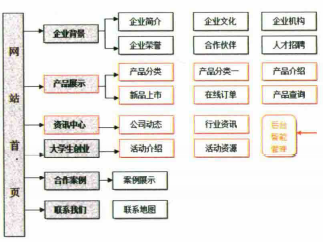 网站首页
企业背景
企业简介
企业文化
企业机构
企业荣誉
合作伙伴
人才招聘
产品展示
产品分类
产品分类一
产品介绍
新品上市
在线订单
产品查询
资讯中心
公司动态
行业资讯
后台
智能
管理
大学生创业
活动介绍
活动资源
合作案例
案例展示
联系我们
联系地图